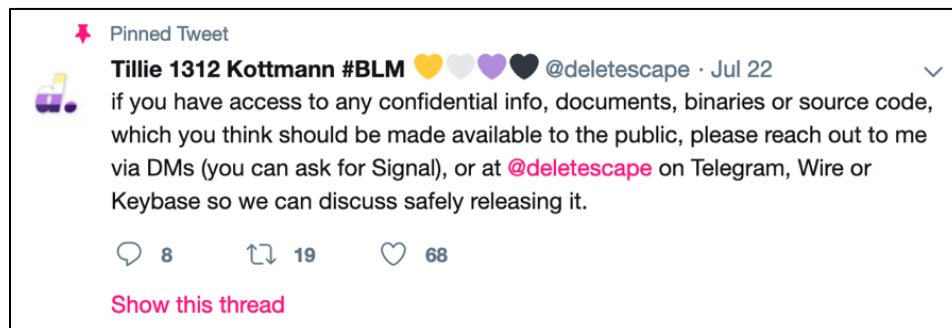 Pinned Tweet
Tillie 1312 Kottmann #BLM 💛🤍💜🖤 @deletescape · Jul 22
if you have access to any confidential info, documents, binaries or source code,
which you think should be made available to the public, please reach out to me
via DMs (you can ask for Signal), or at @deletescape on Telegram, Wire or
Keybase so we can discuss safely releasing it.
8 19 68
Show this thread